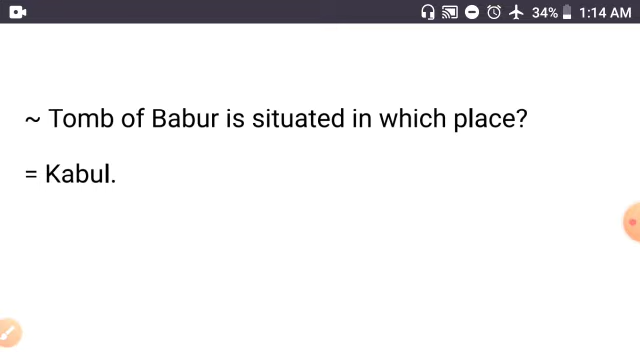 34% 1:14 AM
~ Tomb of Babur is situated in which place?
= Kabul.